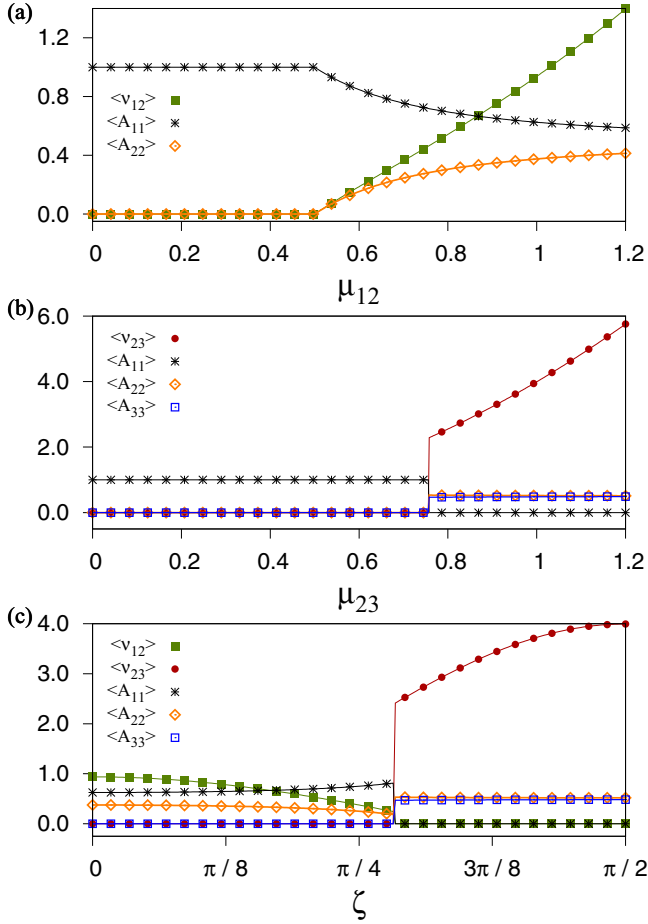 (a)
1.2
0.8
0.4
0.0
<ν₁₂>
<A₁₁>
<A₂₂>
0 0.2 0.4 0.6 0.8 1 1.2
μ₁₂
(b)
6.0
4.0
2.0
0.0
<ν₂₃>
<A₁₁>
<A₂₂>
<A₃₃>
0 0.2 0.4 0.6 0.8 1 1.2
μ₂₃
(c)
4.0
3.0
2.0
1.0
0.0
<ν₁₂>
<ν₂₃>
<A₁₁>
<A₂₂>
<A₃₃>
0 π / 8 π / 4 3π / 8 π / 2
ζ